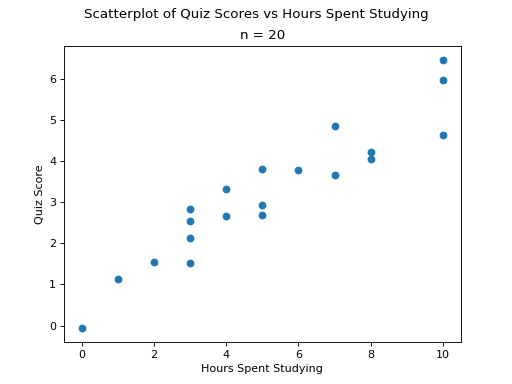 Scatterplot of Quiz Scores vs Hours Spent Studying
n = 20
6
5
4
3
2
1
0
Quiz Score
0 2 4 6 8 10
Hours Spent Studying